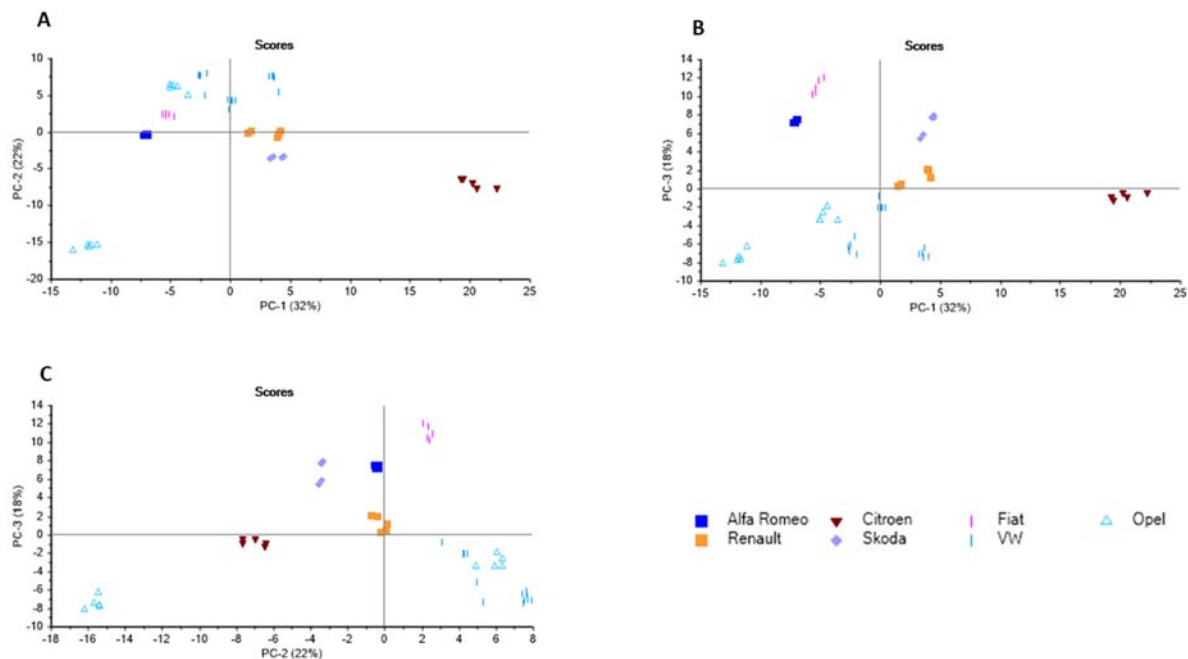 A
Scores
PC-2 (22%)
10
5
0
-5
-10
-15
-20
-15 -10 -5 0 5 10 15 20 25
PC-1 (32%)
B
Scores
PC-3 (18%)
14
12
10
8
6
4
2
0
-2
-4
-6
-8
-10
-15 -10 -5 0 5 10 15 20 25
PC-1 (32%)
C
Scores
PC-3 (18%)
14
12
10
8
6
4
2
0
-2
-4
-6
-8
-10
-18 -16 -14 -12 -10 -8 -6 -4 -2 0 2 4 6 8
PC-2 (22%)
Alfa Romeo Citroen Fiat Opel
Renault Skoda VW